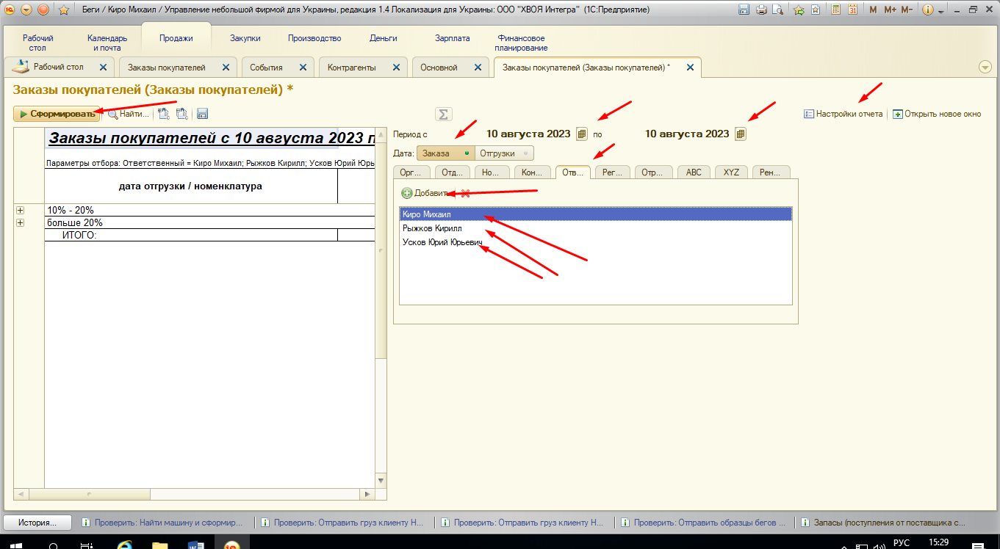 Беги / Киро Михаил / Управление небольшой фирмой для Украины, редакция 1.4 Локализация для Украины: ООО "ХВОЯ Интегра" (1С:Предприятие)
M M+ M-
Рабочий стол
Календарь и почта
Продажи
Закупки
Производство
Деньги
Зарплата
Финансовое планирование
Рабочий стол
Заказы покупателей
События
Контрагенты
Основной
Заказы покупателей (Заказы покупателей) *
Заказы покупателей (Заказы покупателей) *
Сформировать
Найти...
Σ
Настройки отчета
Открыть новое окно
Заказы покупателей с 10 августа 2023 п
Параметры отбора: Ответственный = Киро Михаил; Рыжков Кирилл; Усков Юрий Юрь
дата отгрузки / номенклатура
10% - 20%
больше 20%
ИТОГО:
Период с 10 августа 2023 по 10 августа 2023
Дата: Заказа Отгрузки
Орг... Отд... Но... Кон... Отв... Рег... Отр... ABC XYZ Рен...
Добавить
Киро Михаил
Рыжков Кирилл
Усков Юрий Юрьевич
История...
Проверить: Найти машину и сформир...
Проверить: Отправить груз клиенту Н...
Проверить: Отправить груз клиенту Н...
Проверить: Отправить образцы бегов ...
Запасы (поступления от поставщика с...
РУС
15:29